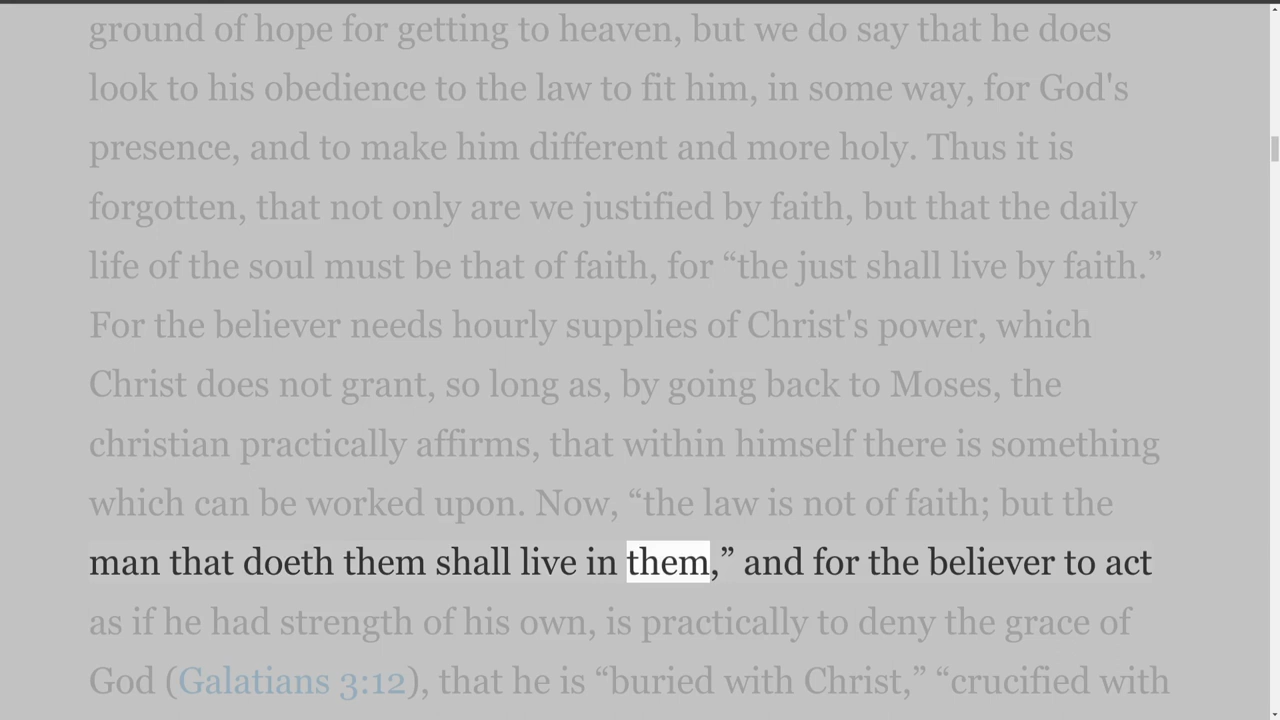 ground of hope for getting to heaven, but we do say that he does
look to his obedience to the law to fit him, in some way, for God's
presence, and to make him different and more holy. Thus it is
forgotten, that not only are we justified by faith, but that the daily
life of the soul must be that of faith, for “the just shall live by faith.”
For the believer needs hourly supplies of Christ's power, which
Christ does not grant, so long as, by going back to Moses, the
christian practically affirms, that within himself there is something
which can be worked upon. Now, “the law is not of faith; but the
man that doeth them shall live in them,” and for the believer to act
as if he had strength of his own, is practically to deny the grace of
God (Galatians 3:12), that he is “buried with Christ,” “crucified with